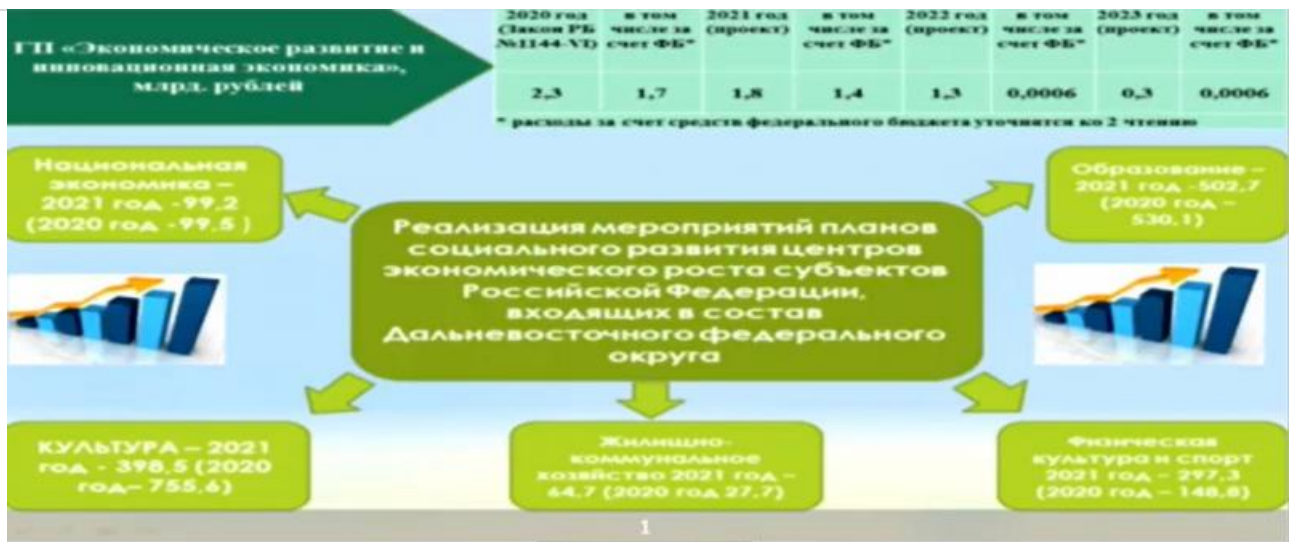 ГП «Экономическое развитие и
инновационная экономика»,
млрд. рублей
2020 год (Закон РБ №1144-VI) в том числе за счет ФБ* 2021 год (проект) в том числе за счет ФБ* 2022 год (проект) в том числе за счет ФБ* 2023 год (проект) в том числе за счет ФБ*
2,3 1,7 1,8 1,4 1,3 0,0006 0,3 0,0006
* расходы за счет средств федерального бюджета уточнятся ко 2 чтению
Национальная
экономика –
2021 год -99,2
(2020 год -99,5 )
Образование –
2021 год -502,7
(2020 год –
530,1)
Реализация мероприятий планов
социального развития центров
экономического роста субъектов
Российской Федерации,
входящих в состав
Дальневосточного федерального
округа
КУЛЬТУРА – 2021
год - 398,5 (2020
год– 755,6)
Жилищно-
коммунальное
хозяйство 2021 год –
64,7 (2020 год 27,7)
Физическая
культура и спорт
2021 год – 297,3
(2020 год – 148,8)
1